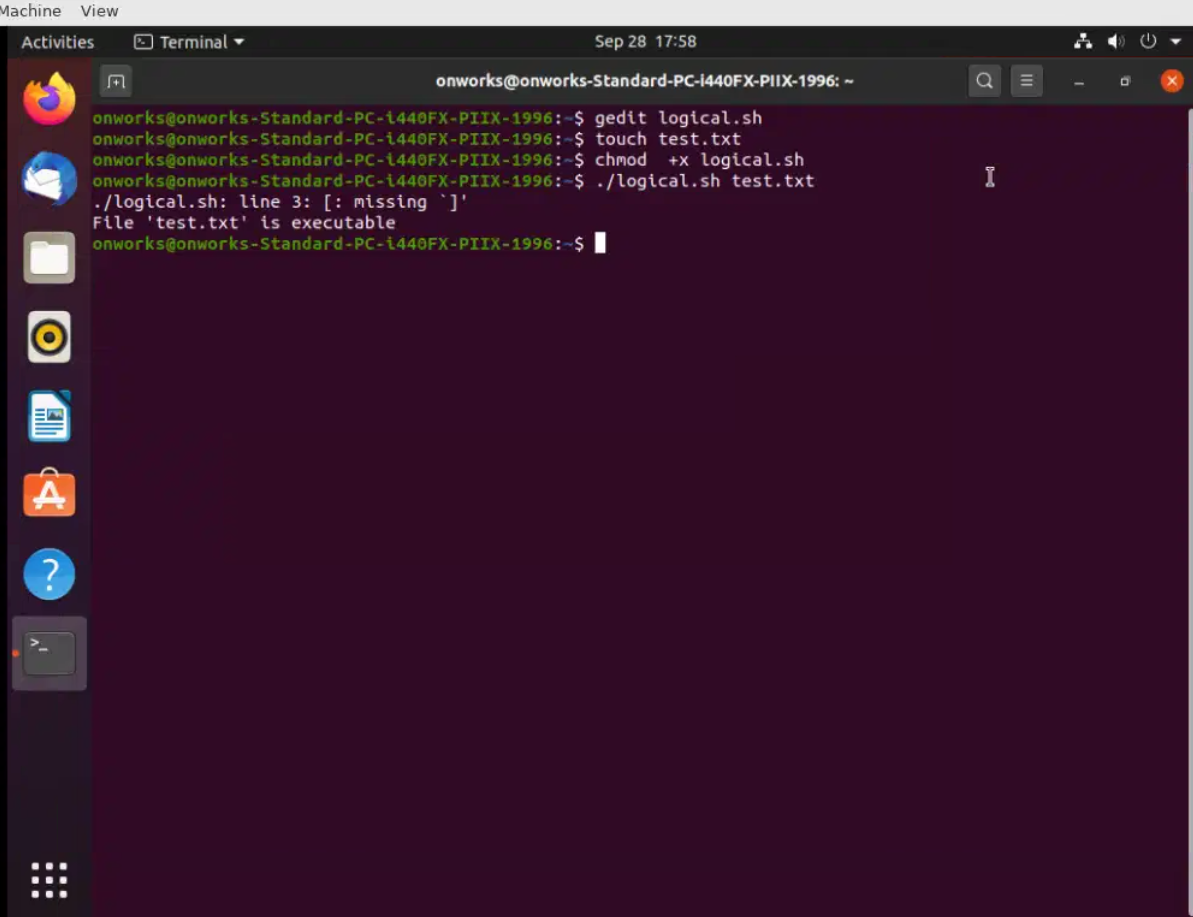 Machine View
Activities Terminal Sep 28 17:58
onworks@onworks-Standard-PC-i440FX-PIIX-1996: ~
onworks@onworks-Standard-PC-i440FX-PIIX-1996:~$ gedit logical.sh
onworks@onworks-Standard-PC-i440FX-PIIX-1996:~$ touch test.txt
onworks@onworks-Standard-PC-i440FX-PIIX-1996:~$ chmod  +x logical.sh
onworks@onworks-Standard-PC-i440FX-PIIX-1996:~$ ./logical.sh test.txt
./logical.sh: line 3: [: missing `]'
File 'test.txt' is executable
onworks@onworks-Standard-PC-i440FX-PIIX-1996:~$